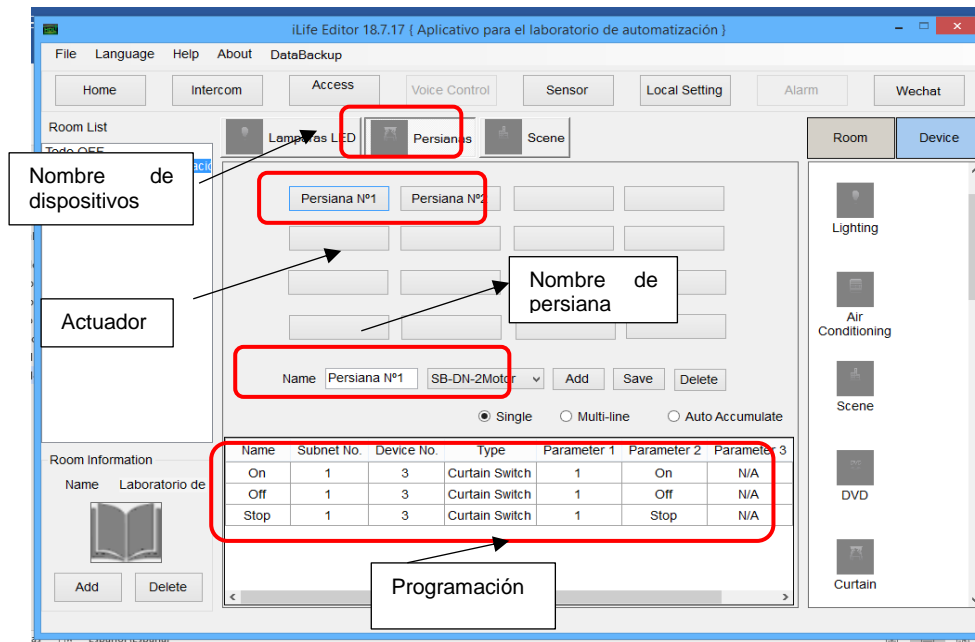 iLife Editor 18.7.17 { Aplicativo para el laboratorio de automatización }
File Language Help About DataBackup
Home Intercom Access Voice Control Sensor Local Setting Alarm Wechat
Room List
Todo OFF
Lamparas LED Persianas Scene
Room Device
Nombre de
dispositivos
Persiana Nº1 Persiana Nº2
Lighting
Nombre de
persiana
Actuador
Air
Conditioning
Name Persiana Nº1 SB-DN-2Motor Add Save Delete
Scene
Single Multi-line Auto Accumulate
Name Subnet No. Device No. Type Parameter 1 Parameter 2 Parameter 3
On 1 3 Curtain Switch 1 On N/A
Off 1 3 Curtain Switch 1 Off N/A
Stop 1 3 Curtain Switch 1 Stop N/A
Room Information
Name Laboratorio de
DVD
Programación
Add Delete
Curtain